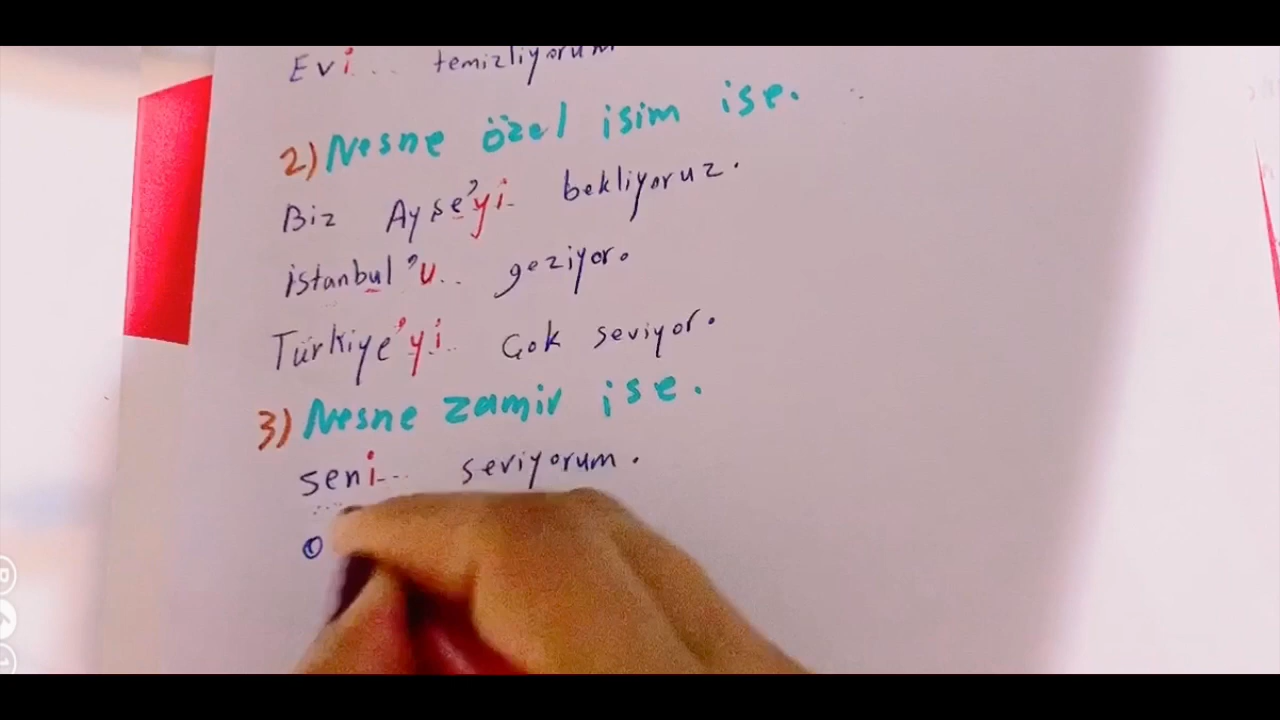 Evi... temizliyorum
2) Nesne özel isim ise.
Biz Ayşe'yi.. bekliyoruz.
istanbul'u... geziyor.
Türkiye'yi... Çok seviyor.
3) Nesne zamir ise.
seni... seviyorum.
O